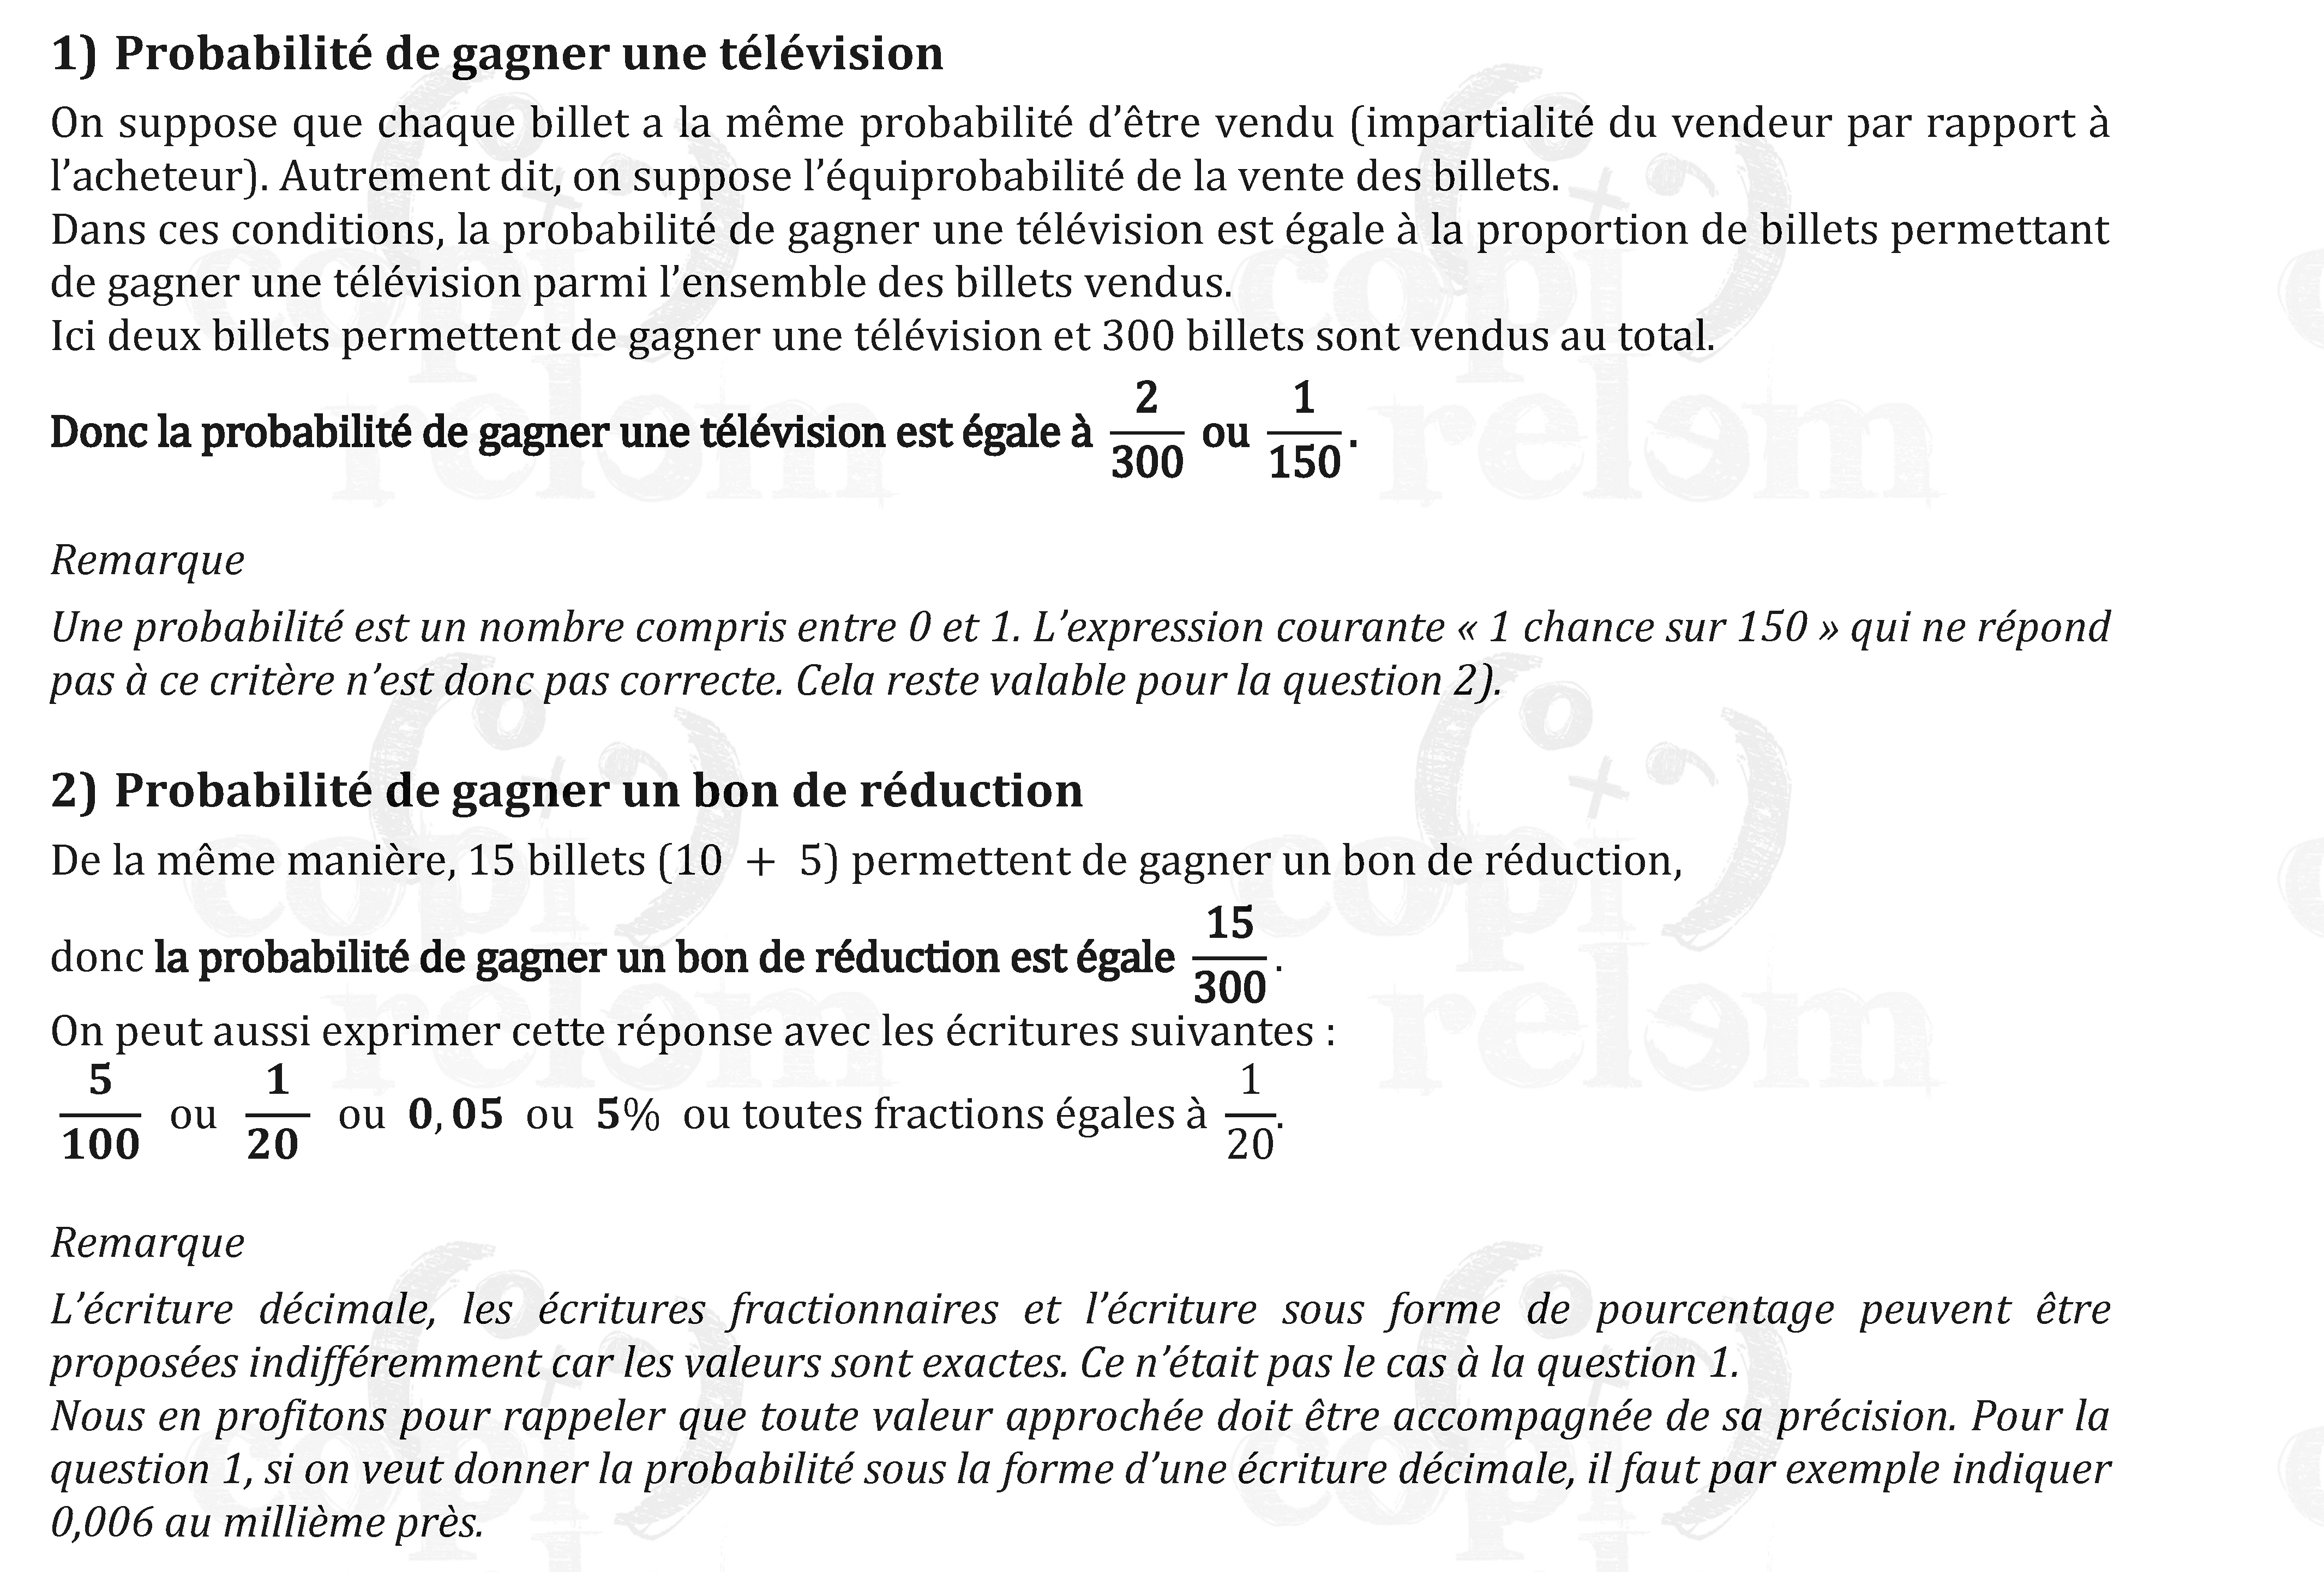 1) Probabilité de gagner une télévision
On suppose que chaque billet a la même probabilité d’être vendu (impartialité du vendeur par rapport à
l’acheteur). Autrement dit, on suppose l’équiprobabilité de la vente des billets.
Dans ces conditions, la probabilité de gagner une télévision est égale à la proportion de billets permettant
de gagner une télévision parmi l’ensemble des billets vendus.
Ici deux billets permettent de gagner une télévision et 300 billets sont vendus au total.
Donc la probabilité de gagner une télévision est égale à 2/300 ou 1/150.
Remarque
Une probabilité est un nombre compris entre 0 et 1. L’expression courante « 1 chance sur 150 » qui ne répond
pas à ce critère n’est donc pas correcte. Cela reste valable pour la question 2).
2) Probabilité de gagner un bon de réduction
De la même manière, 15 billets (10 + 5) permettent de gagner un bon de réduction,
donc la probabilité de gagner un bon de réduction est égale 15/300.
On peut aussi exprimer cette réponse avec les écritures suivantes :
5/100 ou 1/20 ou 0,05 ou 5% ou toutes fractions égales à 1/20.
Remarque
L’écriture décimale, les écritures fractionnaires et l’écriture sous forme de pourcentage peuvent être
proposées indifféremment car les valeurs sont exactes. Ce n’était pas le cas à la question 1.
Nous en profitons pour rappeler que toute valeur approchée doit être accompagnée de sa précision. Pour la
question 1, si on veut donner la probabilité sous la forme d’une écriture décimale, il faut par exemple indiquer
0,006 au millième près.